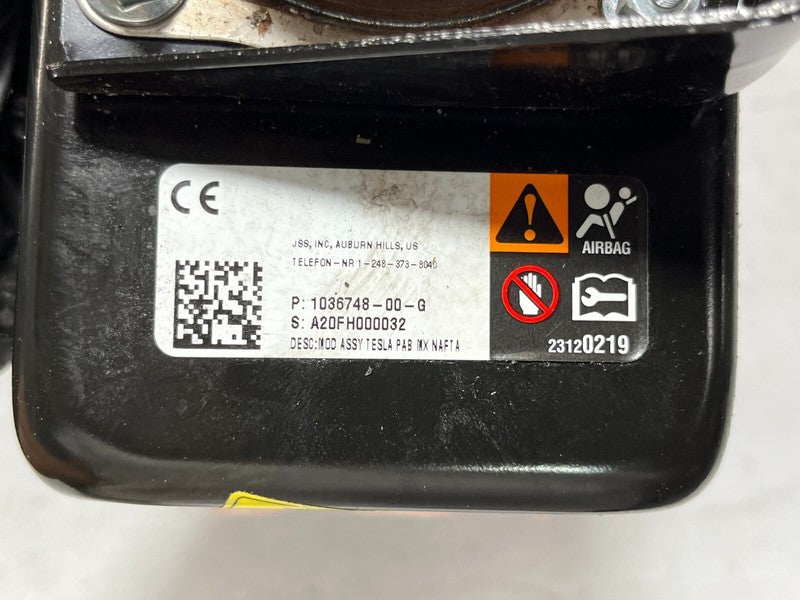 CE
JSS, INC, AUBURN HILLS, US
TELEFON-NR 1-248-373-8040
P: 1036748-00-G
S: A20FH000032
DESC:MOD ASSY TESLA PAB MX NAFTA
AIRBAG
23120219